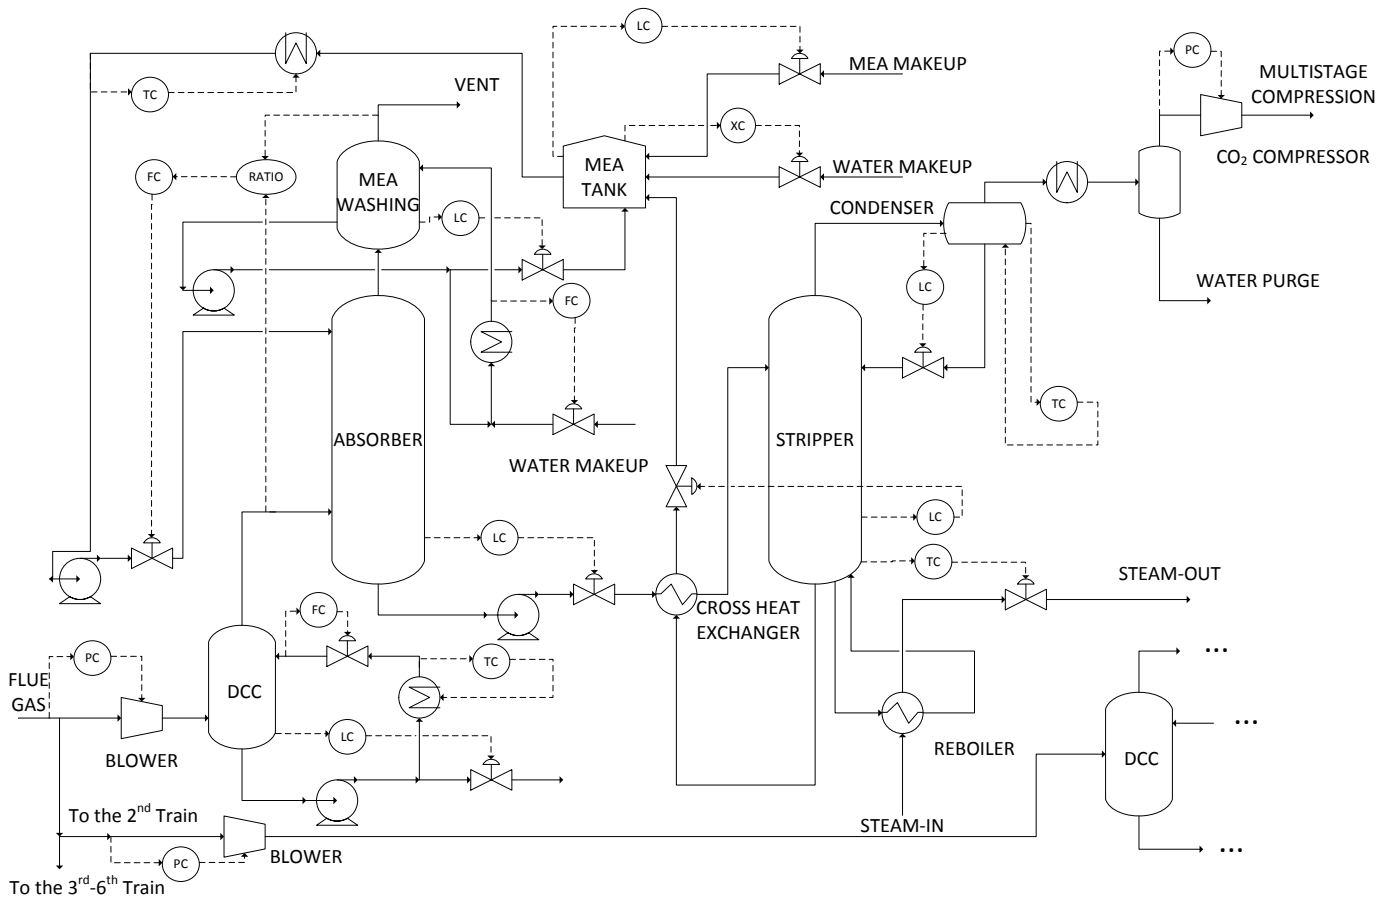 LC
MEA MAKEUP
PC
MULTISTAGE
COMPRESSION
TC
VENT
XC
CO₂ COMPRESSOR
FC
RATIO
MEA
WASHING
MEA
TANK
WATER MAKEUP
LC
CONDENSER
LC
FC
WATER PURGE
TC
ABSORBER
STRIPPER
WATER MAKEUP
LC
LC
TC
STEAM-OUT
CROSS HEAT
EXCHANGER
FC
PC
TC
FLUE
GAS
DCC
LC
BLOWER
REBOILER
DCC
To the 2nd Train
STEAM-IN
PC
BLOWER
To the 3rd-6th Train
...
...
...